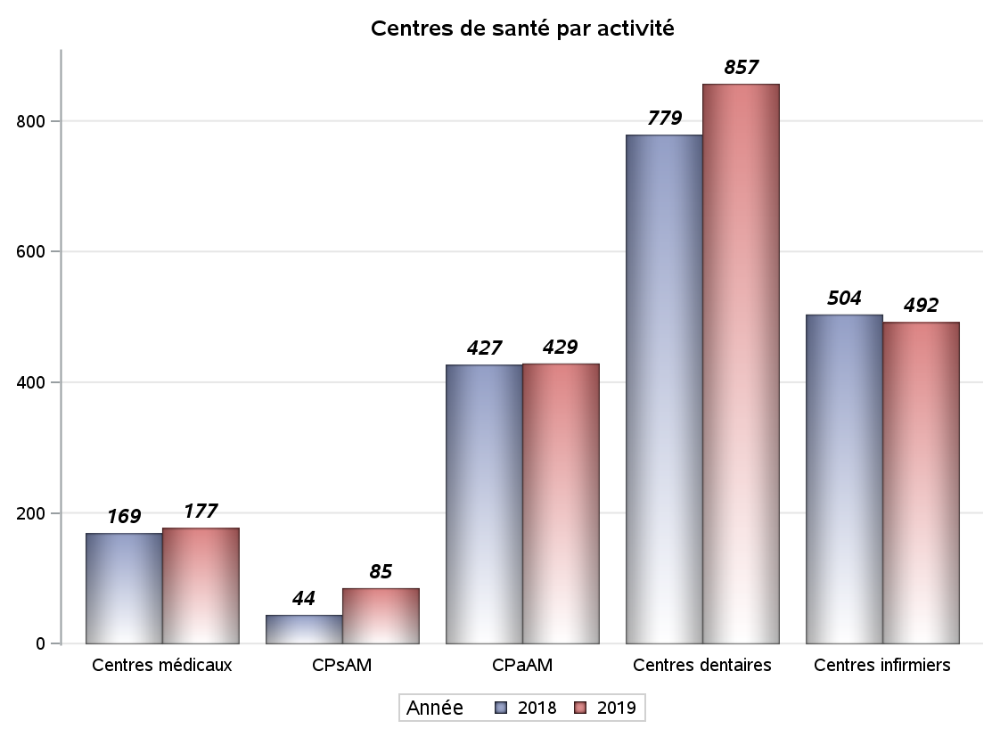 Centres de santé par activité
800
600
400
200
0
169
177
44
85
427
429
779
857
504
492
Centres médicaux
CPsAM
CPaAM
Centres dentaires
Centres infirmiers
Année 2018 2019